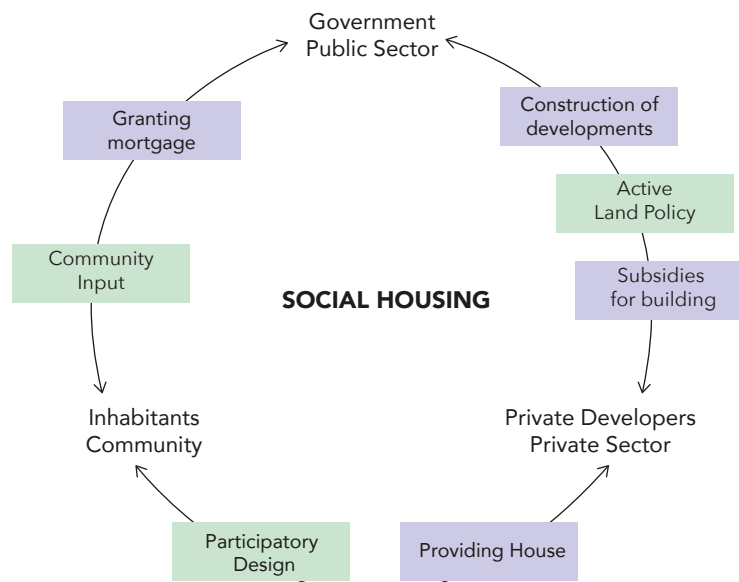 Government
Public Sector
Granting
mortgage
Construction of
developments
Active
Land Policy
Community
Input
Subsidies
for building
SOCIAL HOUSING
Inhabitants
Community
Private Developers
Private Sector
Participatory
Design
Providing House